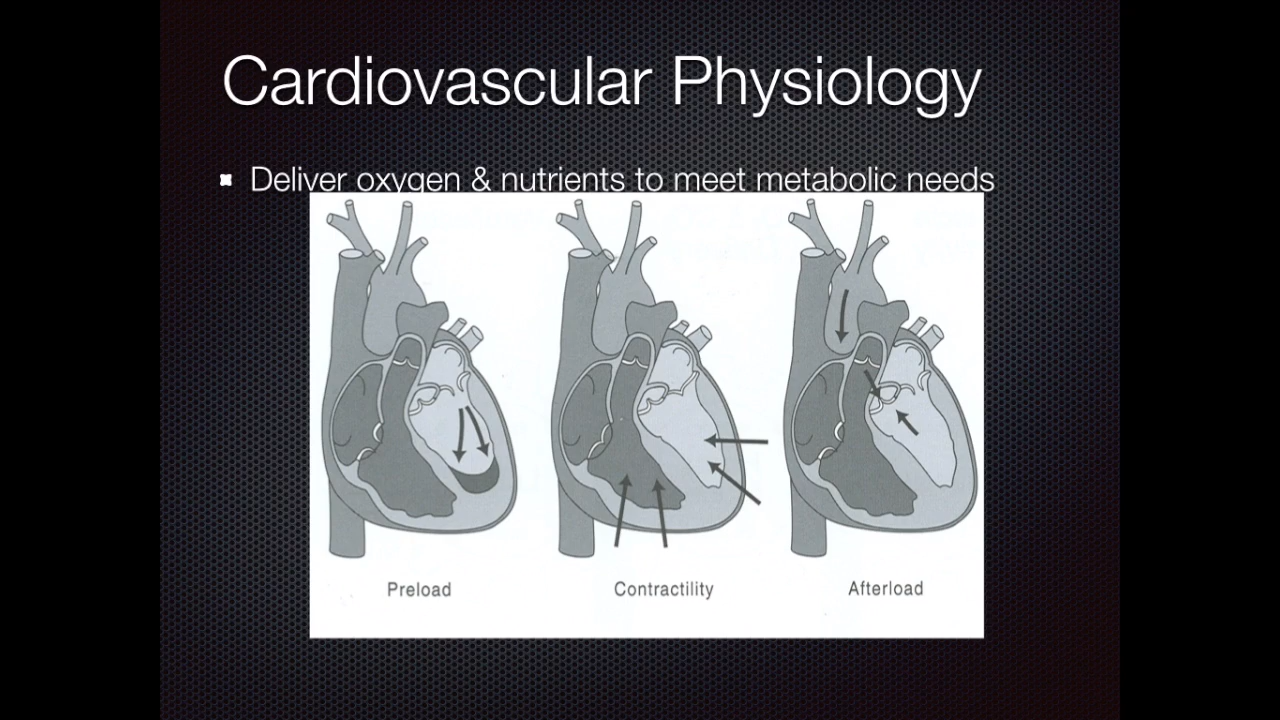 Cardiovascular Physiology
Deliver oxygen & nutrients to meet metabolic needs
Preload
Contractility
Afterload